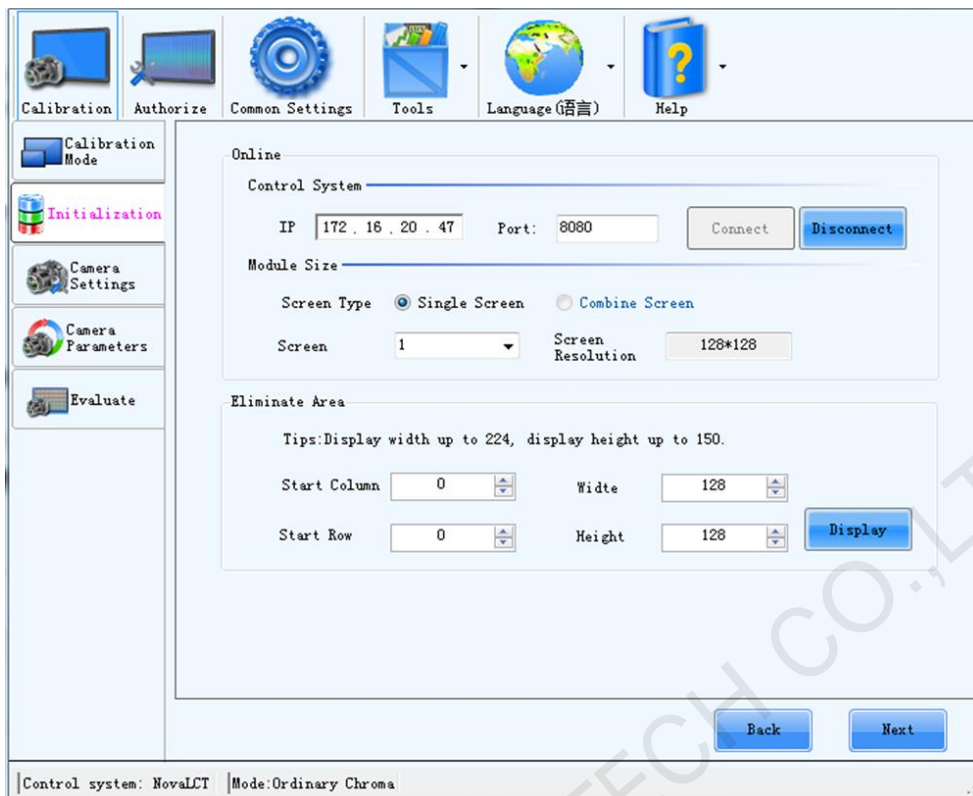 Calibration Authorize Common Settings Tools Language(语言) Help
Calibration
Mode
Initialization
Camera
Settings
Camera
Parameters
Evaluate
Online
Control System
IP 172 . 16 . 20 . 47 Port: 8080 Connect Disconnect
Module Size
Screen Type Single Screen Combine Screen
Screen 1 Screen
Resolution 128*128
Eliminate Area
Tips:Display width up to 224, display height up to 150.
Start Column 0 Widte 128
Start Row 0 Height 128 Display
Back Next
Control system: NovaLCT Mode:Ordinary Chroma
TECH CO.,LT